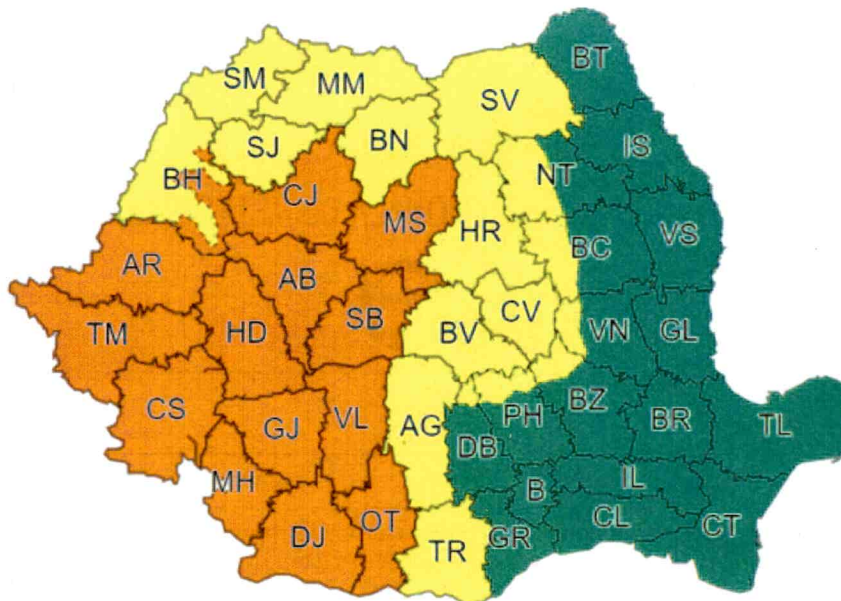 BT
SM
MM
SV
BN
SJ
IS
NT
BH
CJ
MS
HR
BC
VS
AR
AB
SB
CV
TM
HD
BV
VN
GL
CS
GJ
VL
AG
PH
BZ
BR
TL
DB
MH
B
IL
OT
DJ
TR
GR
CL
CT